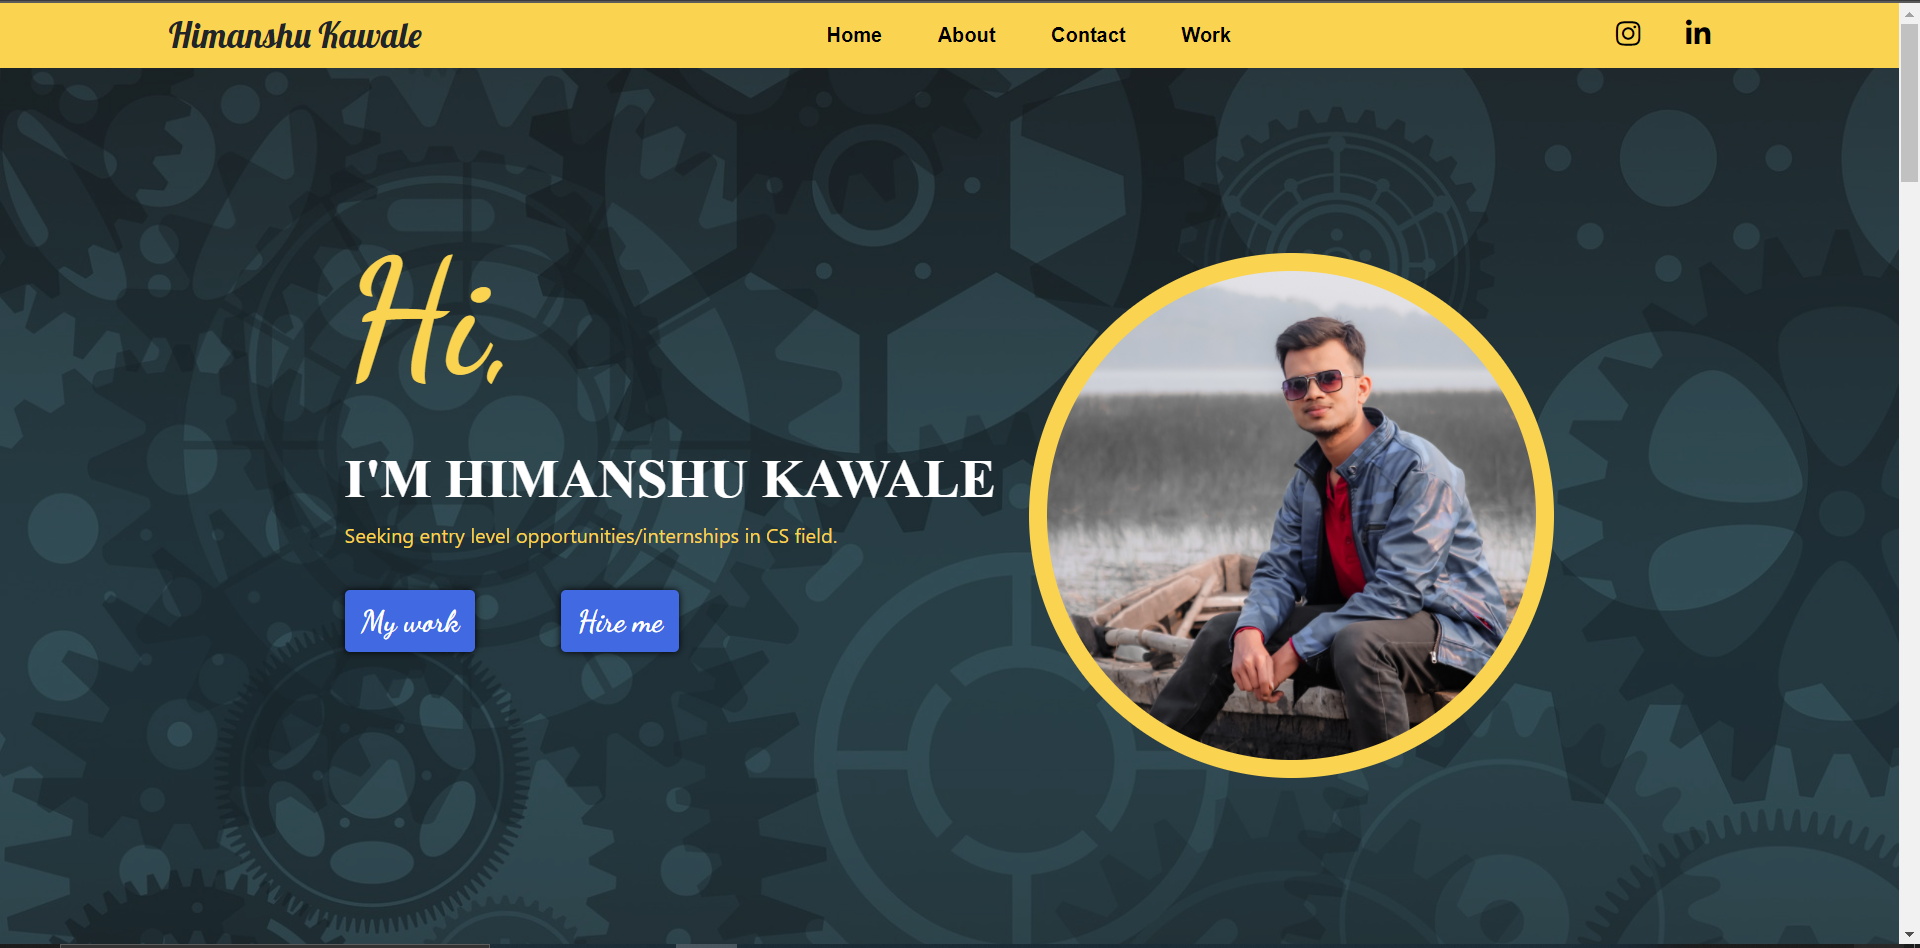 Himanshu Kawale
Home About Contact Work
Hi,
I'M HIMANSHU KAWALE
Seeking entry level opportunities/internships in CS field.
My work Hire me